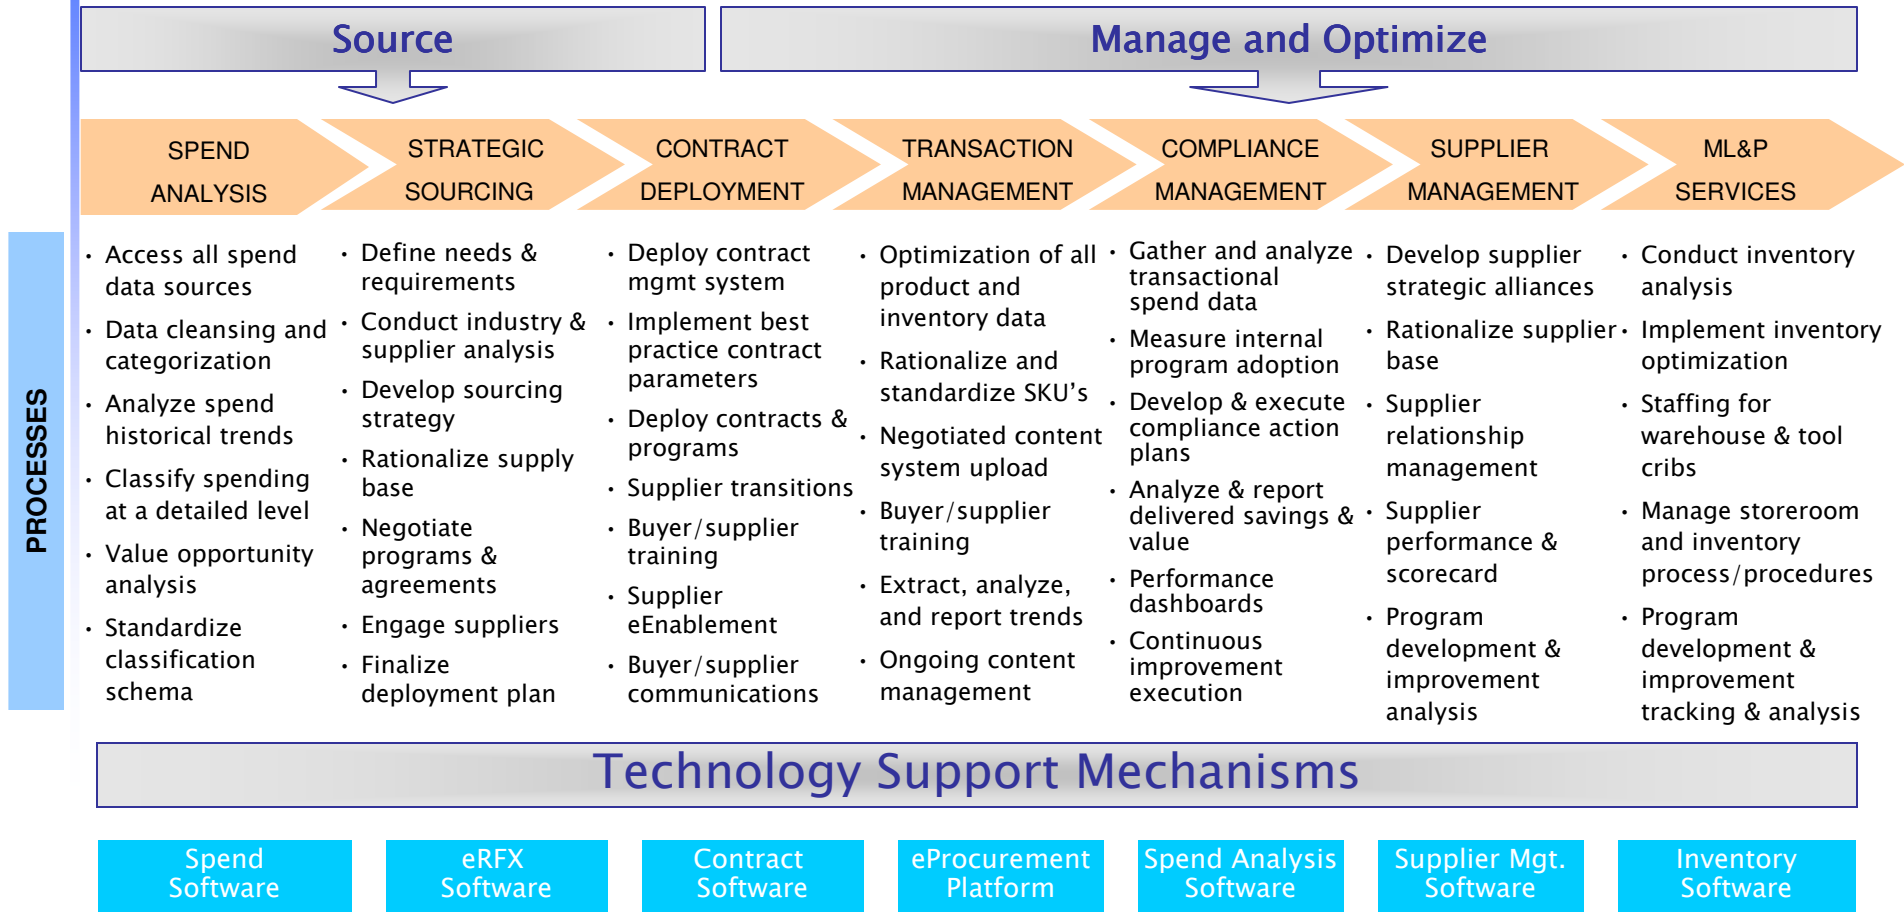 Source
Manage and Optimize
SPEND
ANALYSIS
STRATEGIC
SOURCING
CONTRACT
DEPLOYMENT
TRANSACTION
MANAGEMENT
COMPLIANCE
MANAGEMENT
SUPPLIER
MANAGEMENT
ML&P
SERVICES
PROCESSES
• Access all spend
data sources
• Data cleansing and
categorization
• Analyze spend
historical trends
• Classify spending
at a detailed level
• Value opportunity
analysis
• Standardize
classification
schema
• Define needs &
requirements
• Conduct industry &
supplier analysis
• Develop sourcing
strategy
• Rationalize supply
base
• Negotiate
programs &
agreements
• Engage suppliers
• Finalize
deployment plan
• Deploy contract
mgmt system
• Implement best
practice contract
parameters
• Deploy contracts &
programs
• Supplier transitions
• Buyer/supplier
training
• Supplier
eEnablement
• Buyer/supplier
communications
• Optimization of all
product and
inventory data
• Rationalize and
standardize SKU's
• Negotiated content
system upload
• Buyer/supplier
training
• Extract, analyze,
and report trends
• Ongoing content
management
• Gather and analyze
transactional
spend data
• Measure internal
program adoption
• Develop & execute
compliance action
plans
• Analyze & report
delivered savings &
value
• Performance
dashboards
• Continuous
improvement
execution
• Develop supplier
strategic alliances
• Rationalize supplier
base
• Supplier
relationship
management
• Supplier
performance &
scorecard
• Program
development &
improvement
analysis
• Conduct inventory
analysis
• Implement inventory
optimization
• Staffing for
warehouse & tool
cribs
• Manage storeroom
and inventory
process/procedures
• Program
development &
improvement
tracking & analysis
Technology Support Mechanisms
Spend
Software
eRFX
Software
Contract
Software
eProcurement
Platform
Spend Analysis
Software
Supplier Mgt.
Software
Inventory
Software